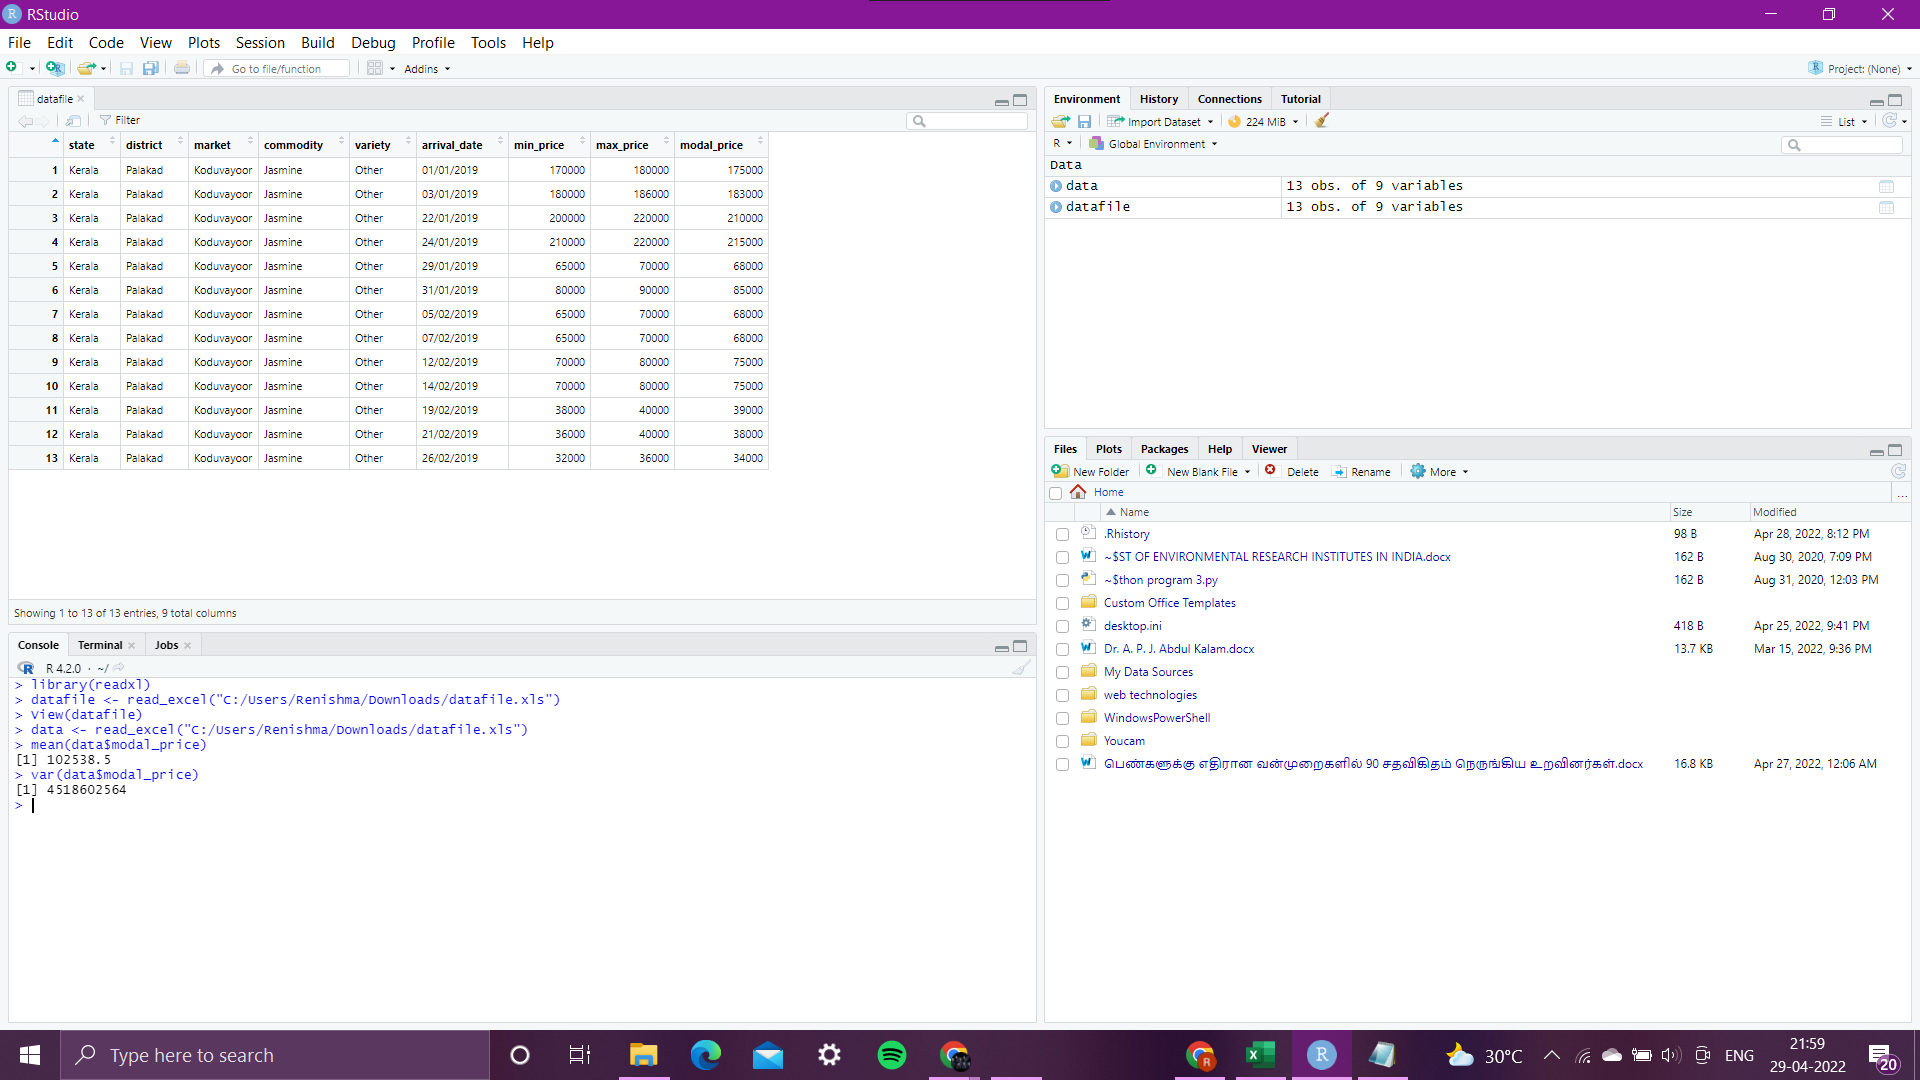 RStudio
File Edit Code View Plots Session Build Debug Profile Tools Help
Go to file/function Addins Project: (None)
datafile
Filter
state district market commodity variety arrival_date min_price max_price modal_price
1 Kerala Palakad Koduvayoor Jasmine Other 01/01/2019 170000 180000 175000
2 Kerala Palakad Koduvayoor Jasmine Other 03/01/2019 180000 186000 183000
3 Kerala Palakad Koduvayoor Jasmine Other 22/01/2019 200000 220000 210000
4 Kerala Palakad Koduvayoor Jasmine Other 24/01/2019 210000 220000 215000
5 Kerala Palakad Koduvayoor Jasmine Other 29/01/2019 65000 70000 68000
6 Kerala Palakad Koduvayoor Jasmine Other 31/01/2019 80000 90000 85000
7 Kerala Palakad Koduvayoor Jasmine Other 05/02/2019 65000 70000 68000
8 Kerala Palakad Koduvayoor Jasmine Other 07/02/2019 65000 70000 68000
9 Kerala Palakad Koduvayoor Jasmine Other 12/02/2019 70000 80000 75000
10 Kerala Palakad Koduvayoor Jasmine Other 14/02/2019 70000 80000 75000
11 Kerala Palakad Koduvayoor Jasmine Other 19/02/2019 38000 40000 39000
12 Kerala Palakad Koduvayoor Jasmine Other 21/02/2019 36000 40000 38000
13 Kerala Palakad Koduvayoor Jasmine Other 26/02/2019 32000 36000 34000
Showing 1 to 13 of 13 entries, 9 total columns
Console Terminal Jobs
R 4.2.0 · ~/
> library(readxl)
> datafile <- read_excel("C:/Users/Renishma/Downloads/datafile.xls")
> View(datafile)
> data <- read_excel("C:/Users/Renishma/Downloads/datafile.xls")
> mean(data$modal_price)
[1] 102538.5
> var(data$modal_price)
[1] 4518602564
>
Environment History Connections Tutorial
Import Dataset 224 MiB List
R Global Environment
Data
data 13 obs. of 9 variables
datafile 13 obs. of 9 variables
Files Plots Packages Help Viewer
New Folder New Blank File Delete Rename More
Home ...
Name Size Modified
.Rhistory 98 B Apr 28, 2022, 8:12 PM
~$ST OF ENVIRONMENTAL RESEARCH INSTITUTES IN INDIA.docx 162 B Aug 30, 2020, 7:09 PM
~$thon program 3.py 162 B Aug 31, 2020, 12:03 PM
Custom Office Templates
desktop.ini 418 B Apr 25, 2022, 9:41 PM
Dr. A. P. J. Abdul Kalam.docx 13.7 KB Mar 15, 2022, 9:36 PM
My Data Sources
web technologies
WindowsPowerShell
Youcam
பெண்களுக்கு எதிரான வன்முறைகளில் 90 சதவிகிதம் நெருங்கிய உறவினர்கள்.docx 16.8 KB Apr 27, 2022, 12:06 AM
Type here to search
30°C
ENG
21:59
29-04-2022
20